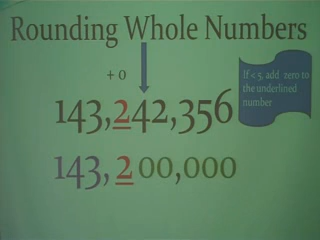 Rounding Whole Numbers
+ 0
If < 5, add zero to
the underlined
number
143,242,356
143,200,000